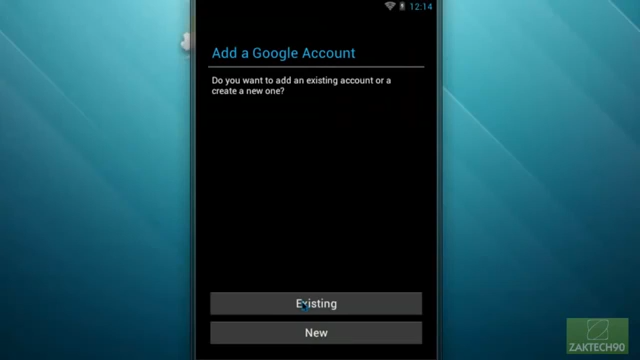 12:14
Add a Google Account
Do you want to add an existing account or a
create a new one?
Existing
New
ZAKTECH90